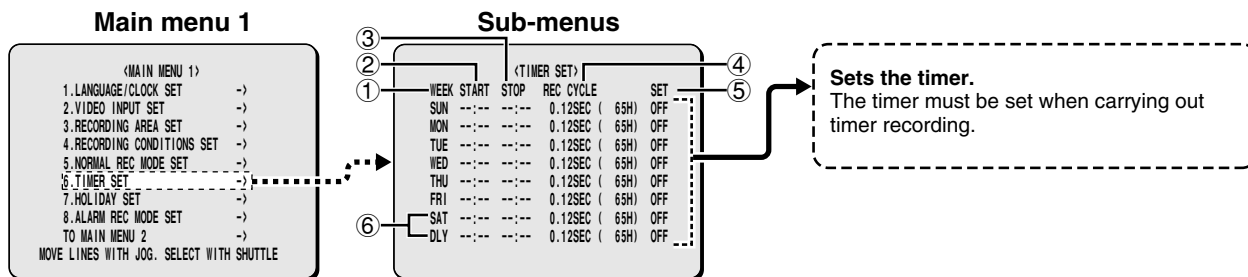 Main menu 1
<MAIN MENU 1>
1.LANGUAGE/CLOCK SET ->
2.VIDEO INPUT SET ->
3.RECORDING AREA SET ->
4.RECORDING CONDITIONS SET ->
5.NORMAL REC MODE SET ->
6.TIMER SET ->
7.HOLIDAY SET ->
8.ALARM REC MODE SET ->
TO MAIN MENU 2 ->
MOVE LINES WITH JOG. SELECT WITH SHUTTLE
Sub-menus
③
②
④
①
⑤
⑥
<TIMER SET>
WEEK START STOP REC CYCLE SET
SUN --:-- --:-- 0.12SEC ( 65H) OFF
MON --:-- --:-- 0.12SEC ( 65H) OFF
TUE --:-- --:-- 0.12SEC ( 65H) OFF
WED --:-- --:-- 0.12SEC ( 65H) OFF
THU --:-- --:-- 0.12SEC ( 65H) OFF
FRI --:-- --:-- 0.12SEC ( 65H) OFF
SAT --:-- --:-- 0.12SEC ( 65H) OFF
DLY --:-- --:-- 0.12SEC ( 65H) OFF
Sets the timer.
The timer must be set when carrying out
timer recording.